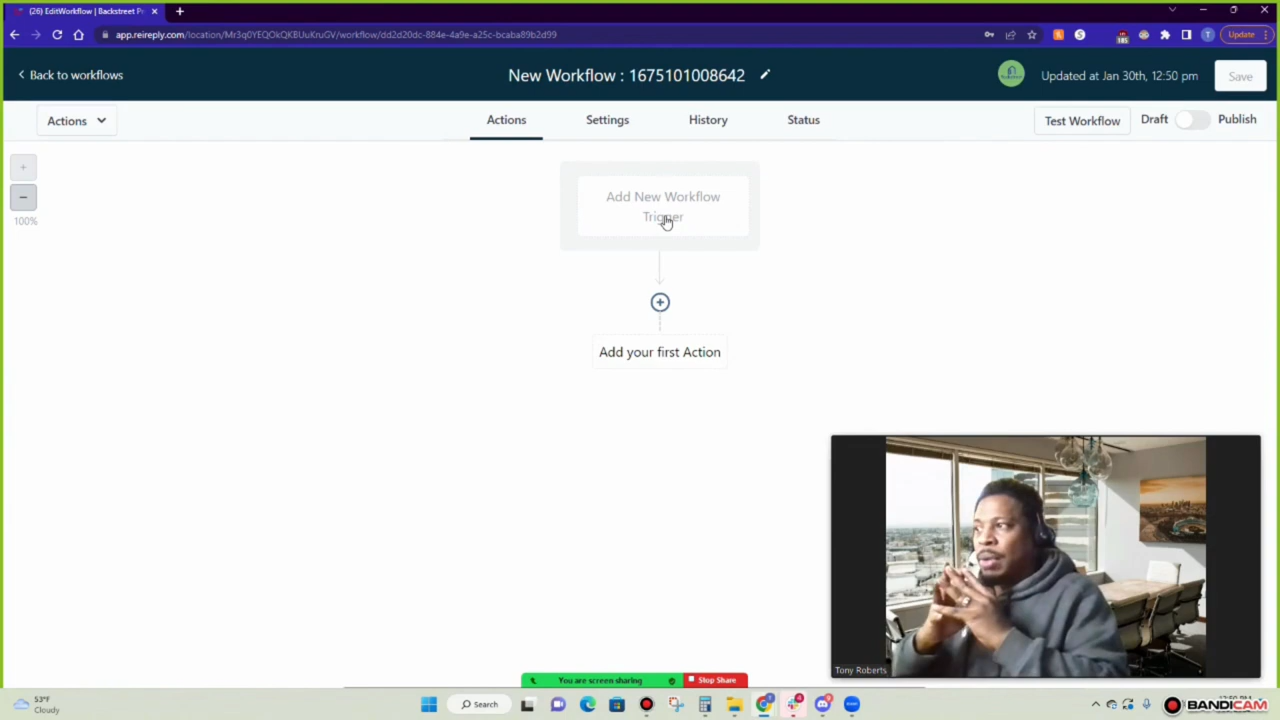 (26) EditWorkflow | Backstreet Pr
app.reireply.com/location/Mr3q0YEQOkQKBUuKruGV/workflow/dd2d20dc-884e-4a9e-a25c-bcaba89b2d99
185
T
Update
Back to workflows
New Workflow : 1675101008642
Updated at Jan 30th, 12:50 pm
Save
Actions
Actions
Settings
History
Status
Test Workflow
Draft
Publish
100%
Add New Workflow
Trigger
Add your first Action
Tony Roberts
You are screen sharing
Stop Share
53°F
Cloudy
Search
BANDICAM